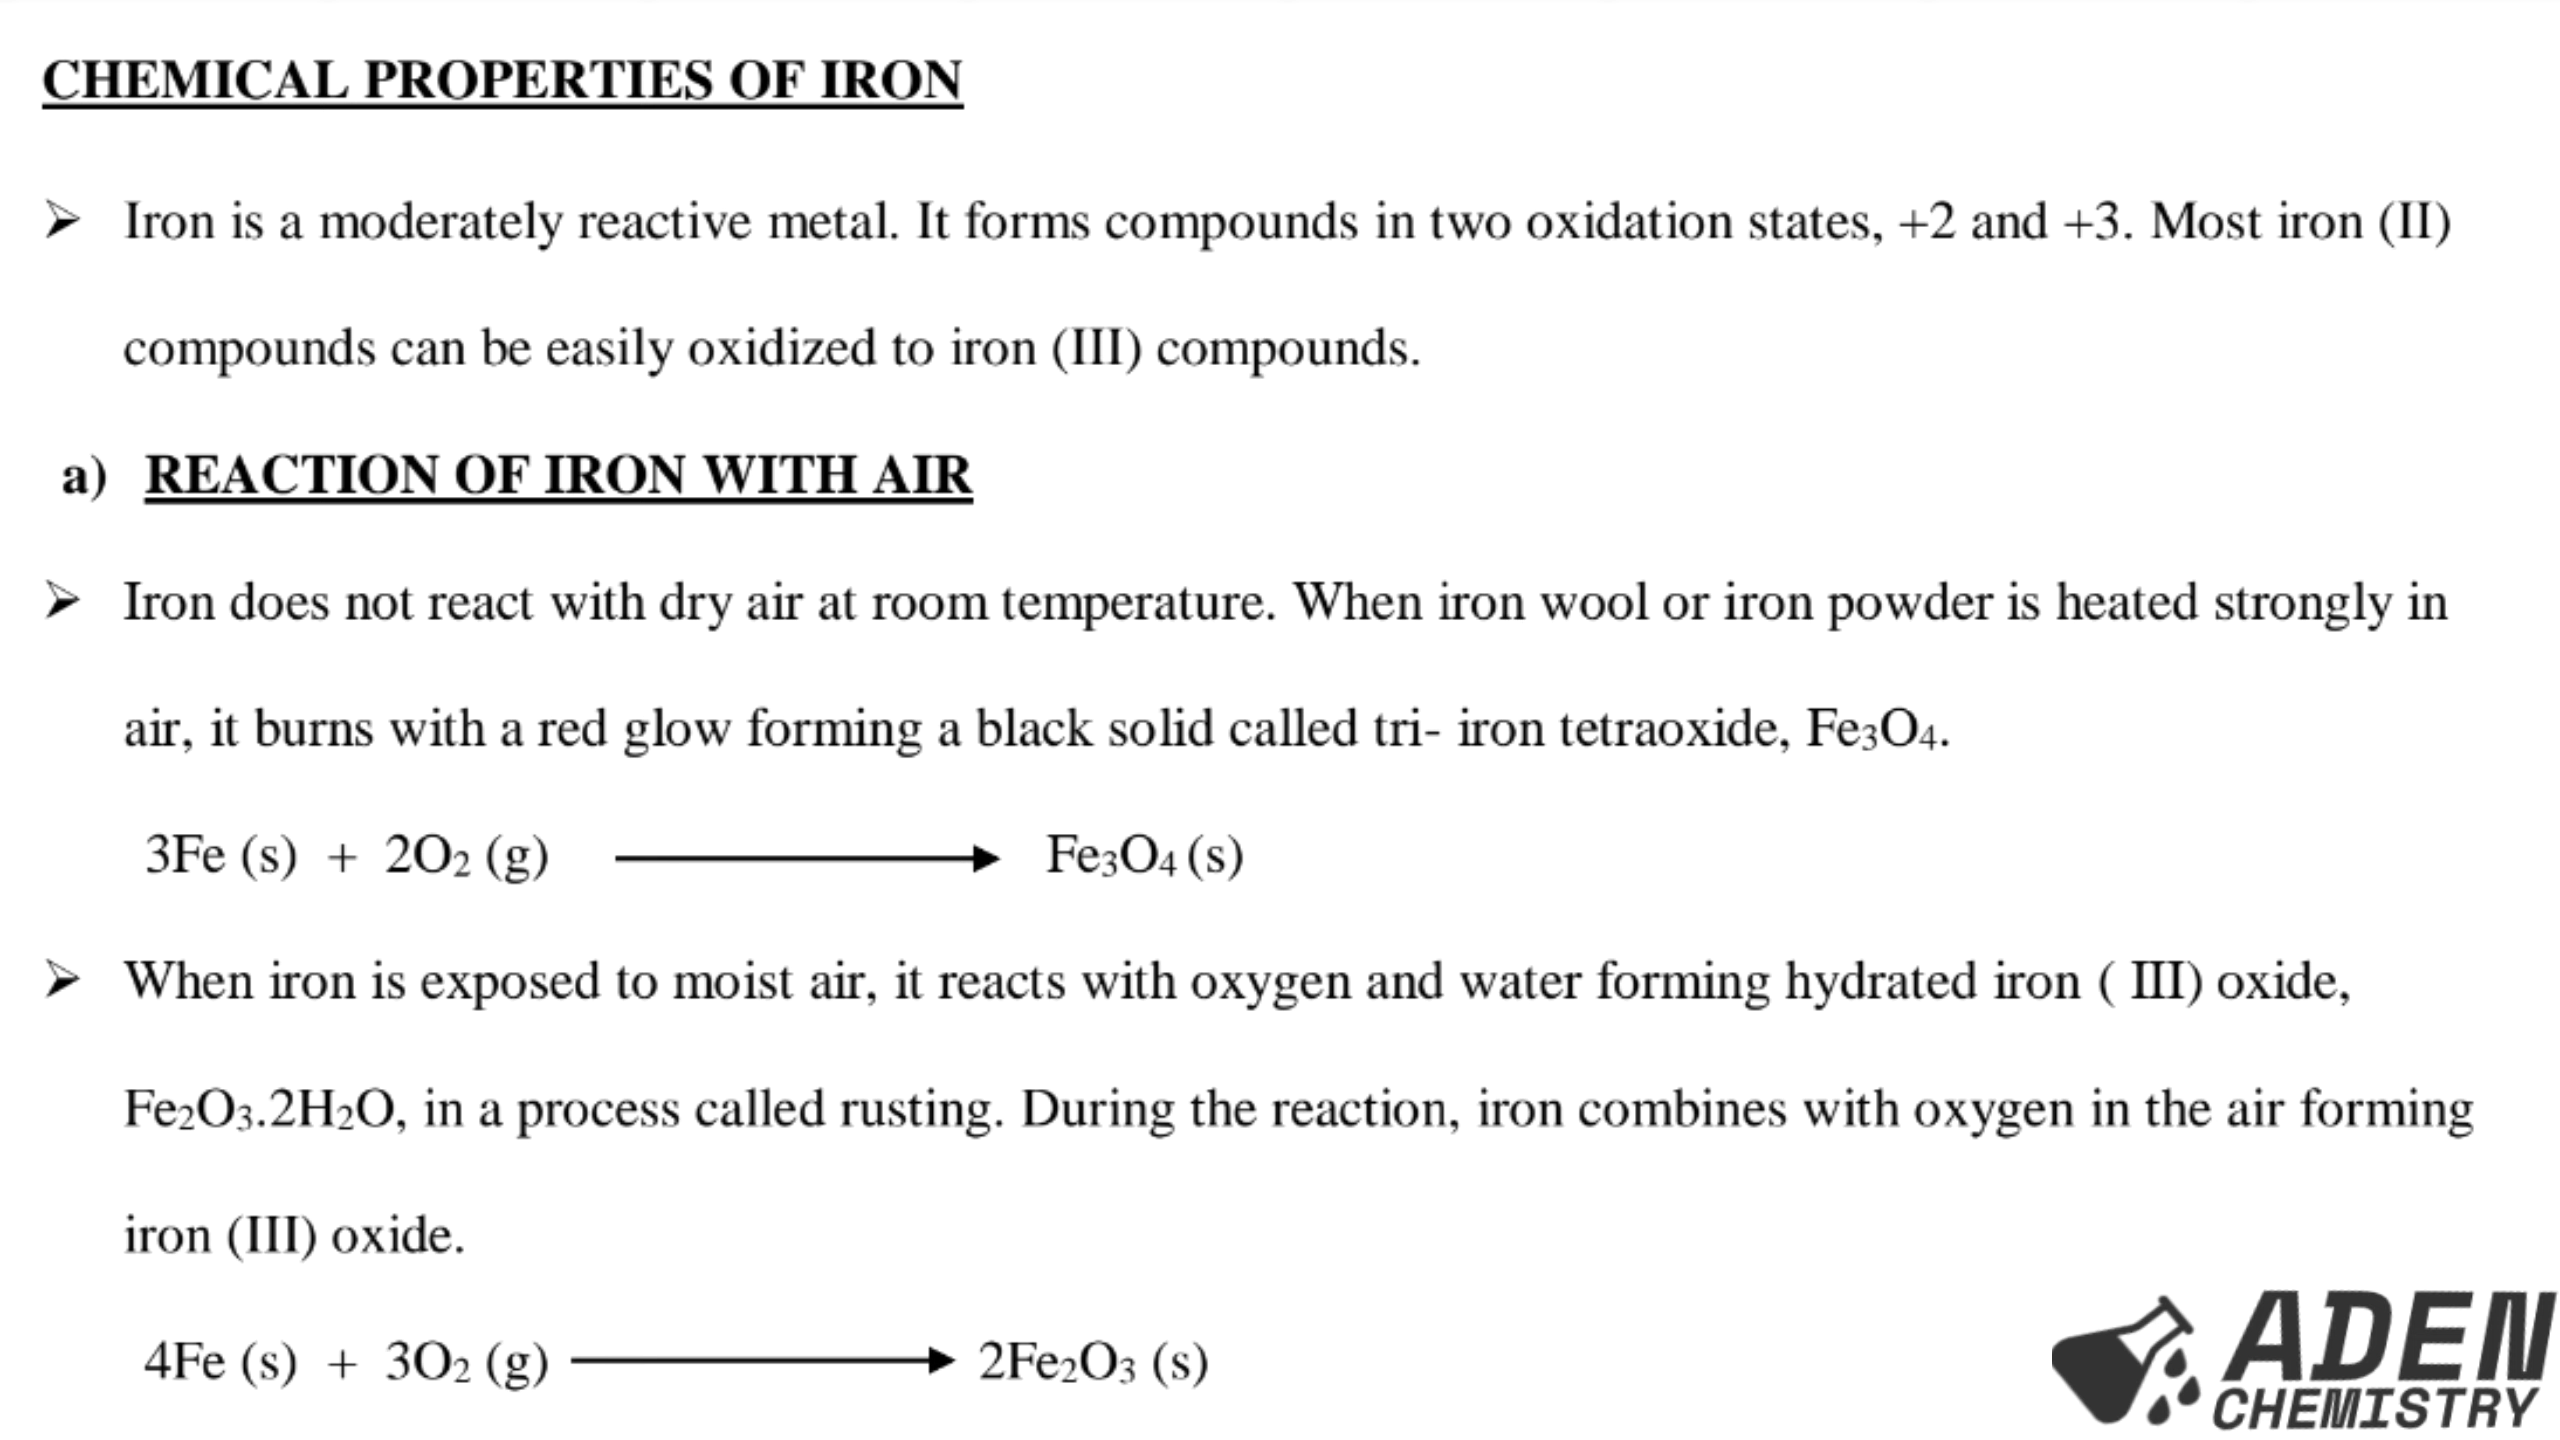 CHEMICAL PROPERTIES OF IRON
➢ Iron is a moderately reactive metal. It forms compounds in two oxidation states, +2 and +3. Most iron (II)
compounds can be easily oxidized to iron (III) compounds.
a) REACTION OF IRON WITH AIR
➢ Iron does not react with dry air at room temperature. When iron wool or iron powder is heated strongly in
air, it burns with a red glow forming a black solid called tri- iron tetraoxide, Fe₃O₄.
3Fe (s) + 2O₂ (g) ⟶ Fe₃O₄ (s)
➢ When iron is exposed to moist air, it reacts with oxygen and water forming hydrated iron ( III) oxide,
Fe₂O₃.2H₂O, in a process called rusting. During the reaction, iron combines with oxygen in the air forming
iron (III) oxide.
4Fe (s) + 3O₂ (g) ⟶ 2Fe₂O₃ (s)
ADEN
CHEMISTRY